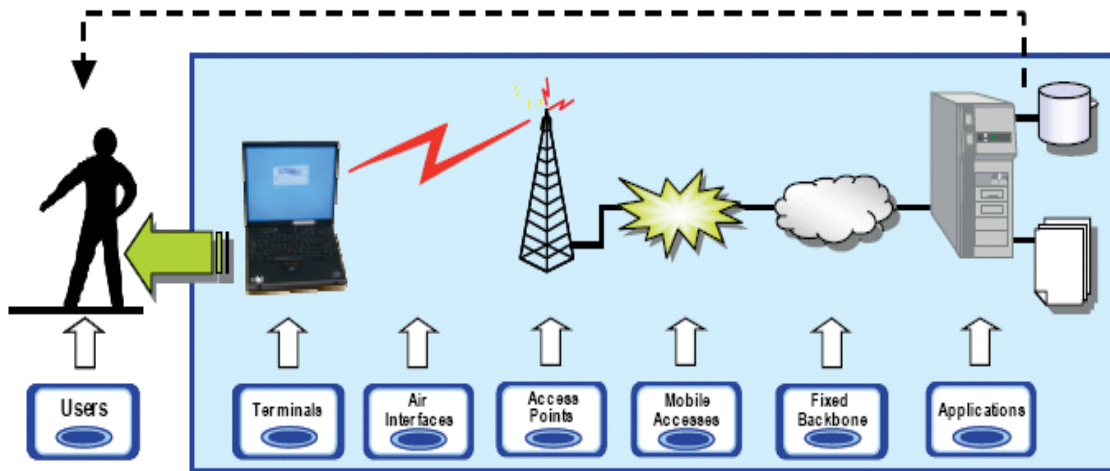 Users
Terminals
Air
Interfaces
Access
Points
Mobile
Accesses
Fixed
Backbone
Applications